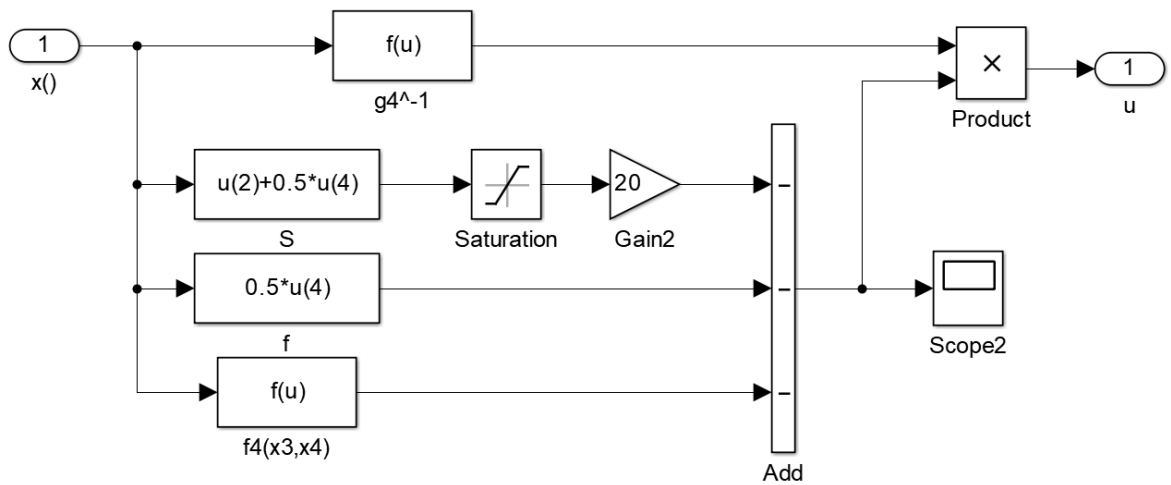 1
x()
f(u)
g4^-1
×
Product
1
u
u(2)+0.5*u(4)
S
Saturation
20
Gain2
−
0.5*u(4)
f
−
Scope2
f(u)
f4(x3,x4)
−
Add